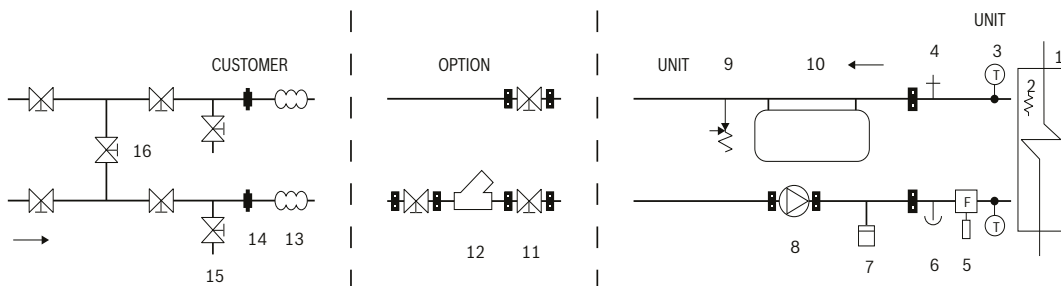 UNIT
CUSTOMER
OPTION
UNIT 9 10 4 3 1
T
2
16
F
T
14 13
12 11
8
7 6 5
15